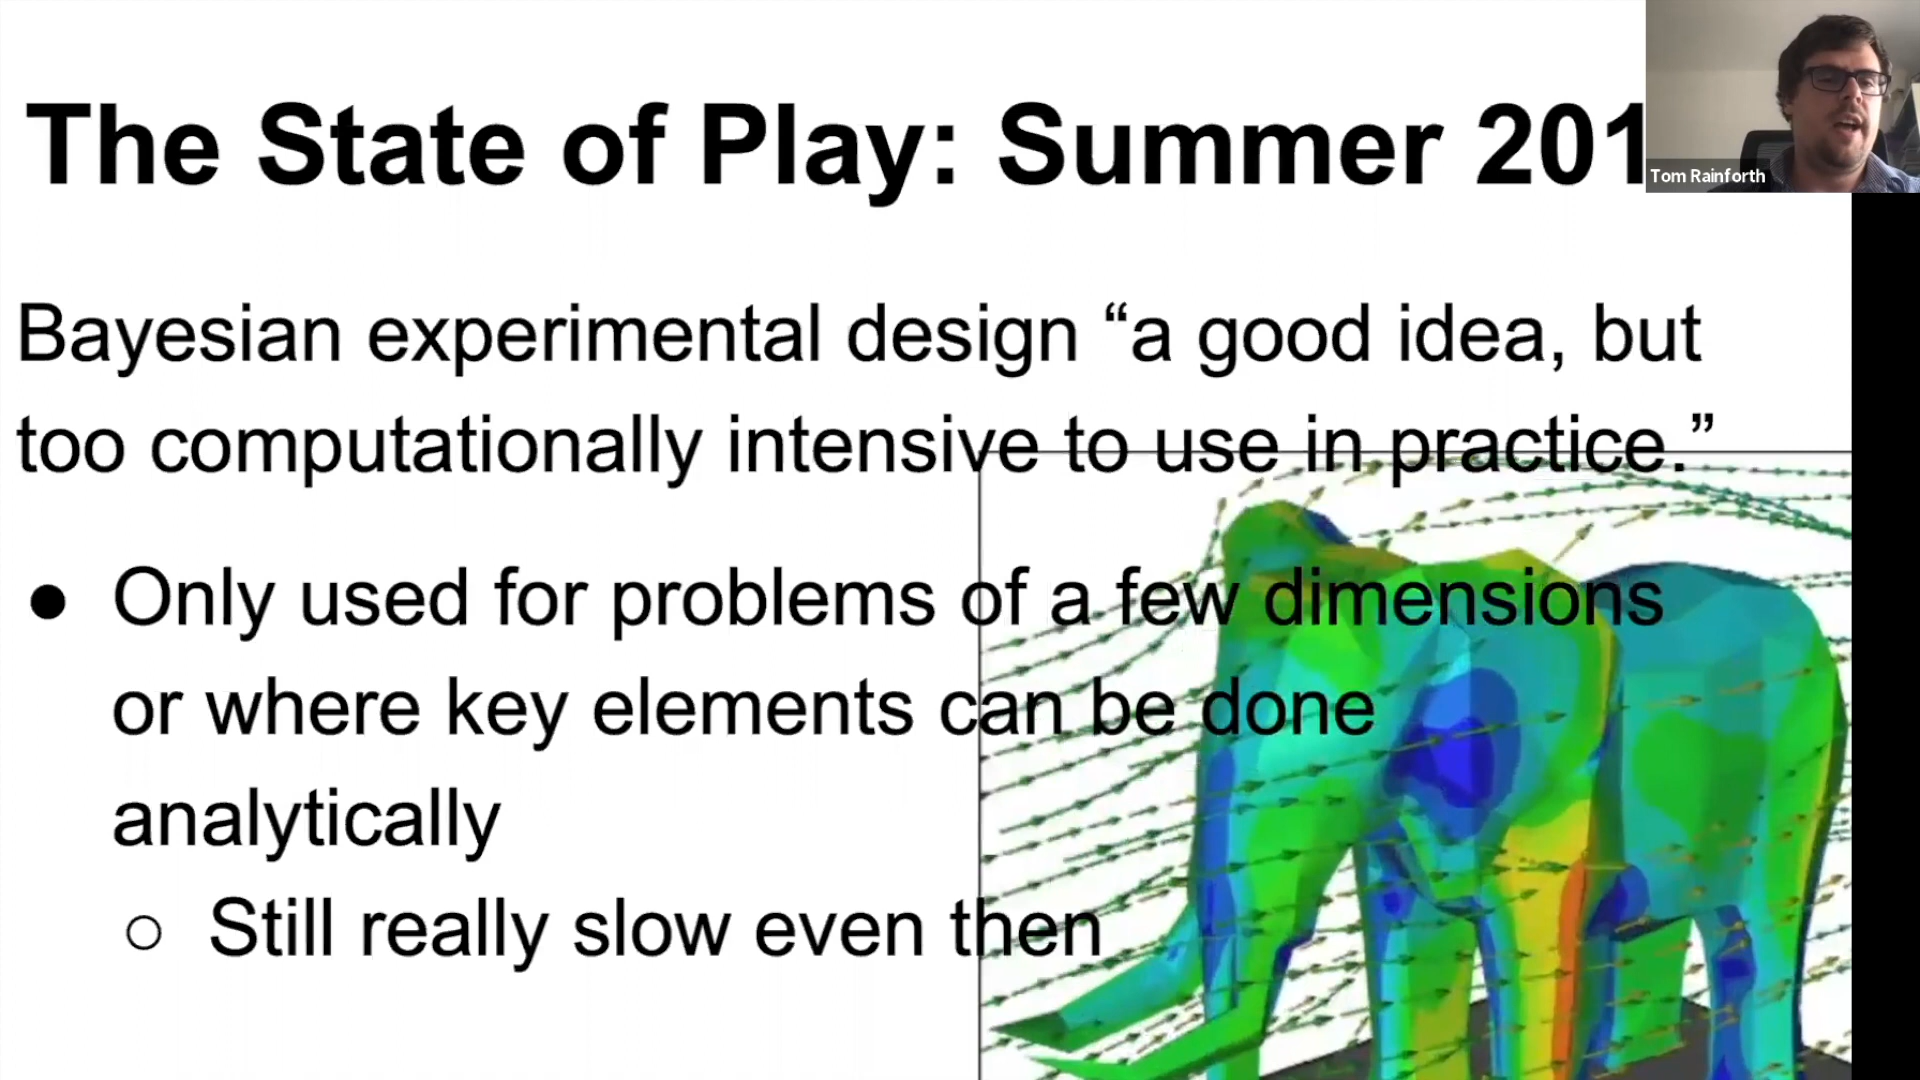 The State of Play: Summer 201
Tom Rainforth
Bayesian experimental design “a good idea, but
too computationally intensive to use in practice.”
● Only used for problems of a few dimensions
or where key elements can be done
analytically
○ Still really slow even then